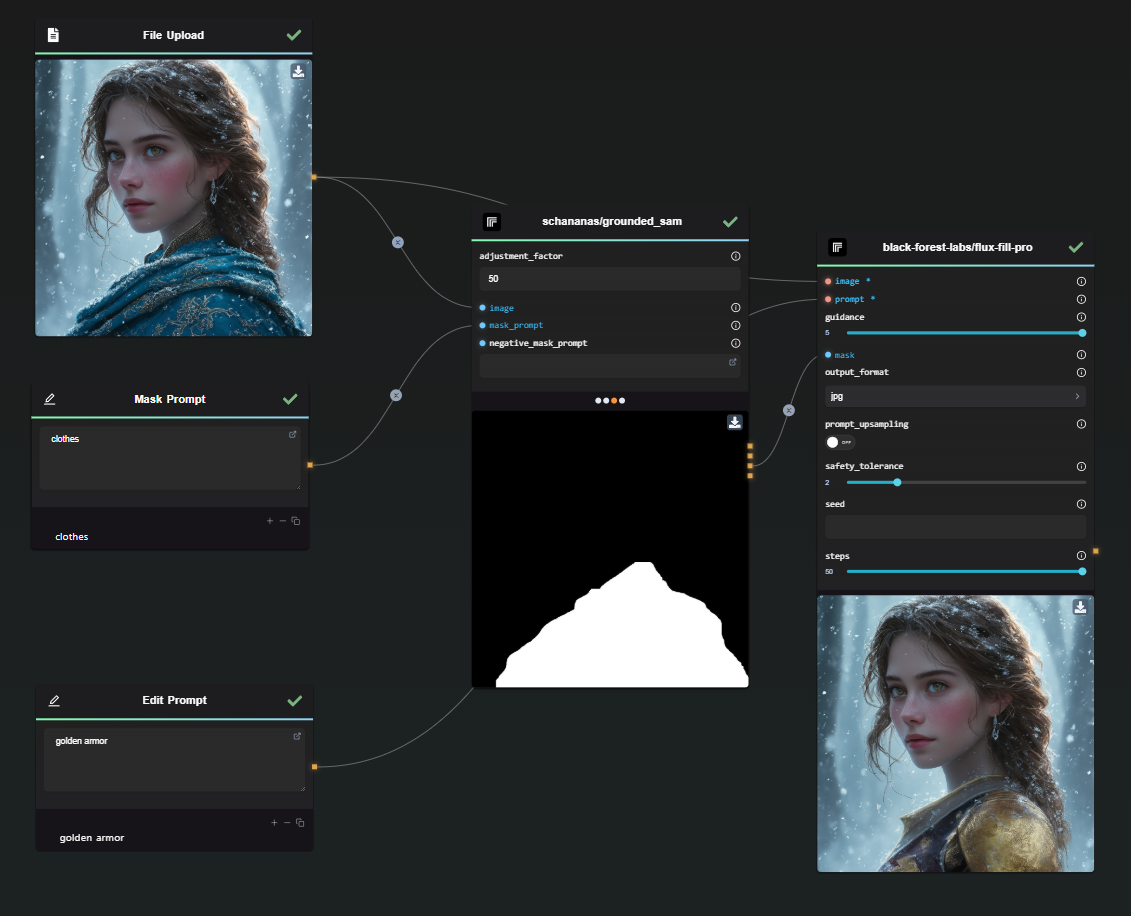 File Upload
Mask Prompt
clothes
clothes
Edit Prompt
golden armor
golden armor
schananas/grounded_sam
adjustment_factor
50
image
mask_prompt
negative_mask_prompt
black-forest-labs/flux-fill-pro
image *
prompt *
guidance
5
mask
output_format
jpg
prompt_upsampling
OFF
safety_tolerance
2
seed
steps
50